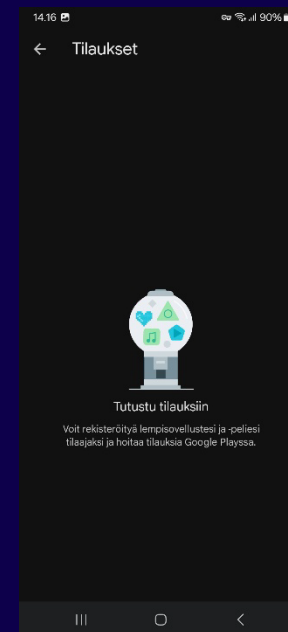 14.16 90%
Tilaukset
Tutustu tilauksiin
Voit rekisteröityä lempisovellustesi ja -peliesi
tilaajaksi ja hoitaa tilauksia Google Playssa.